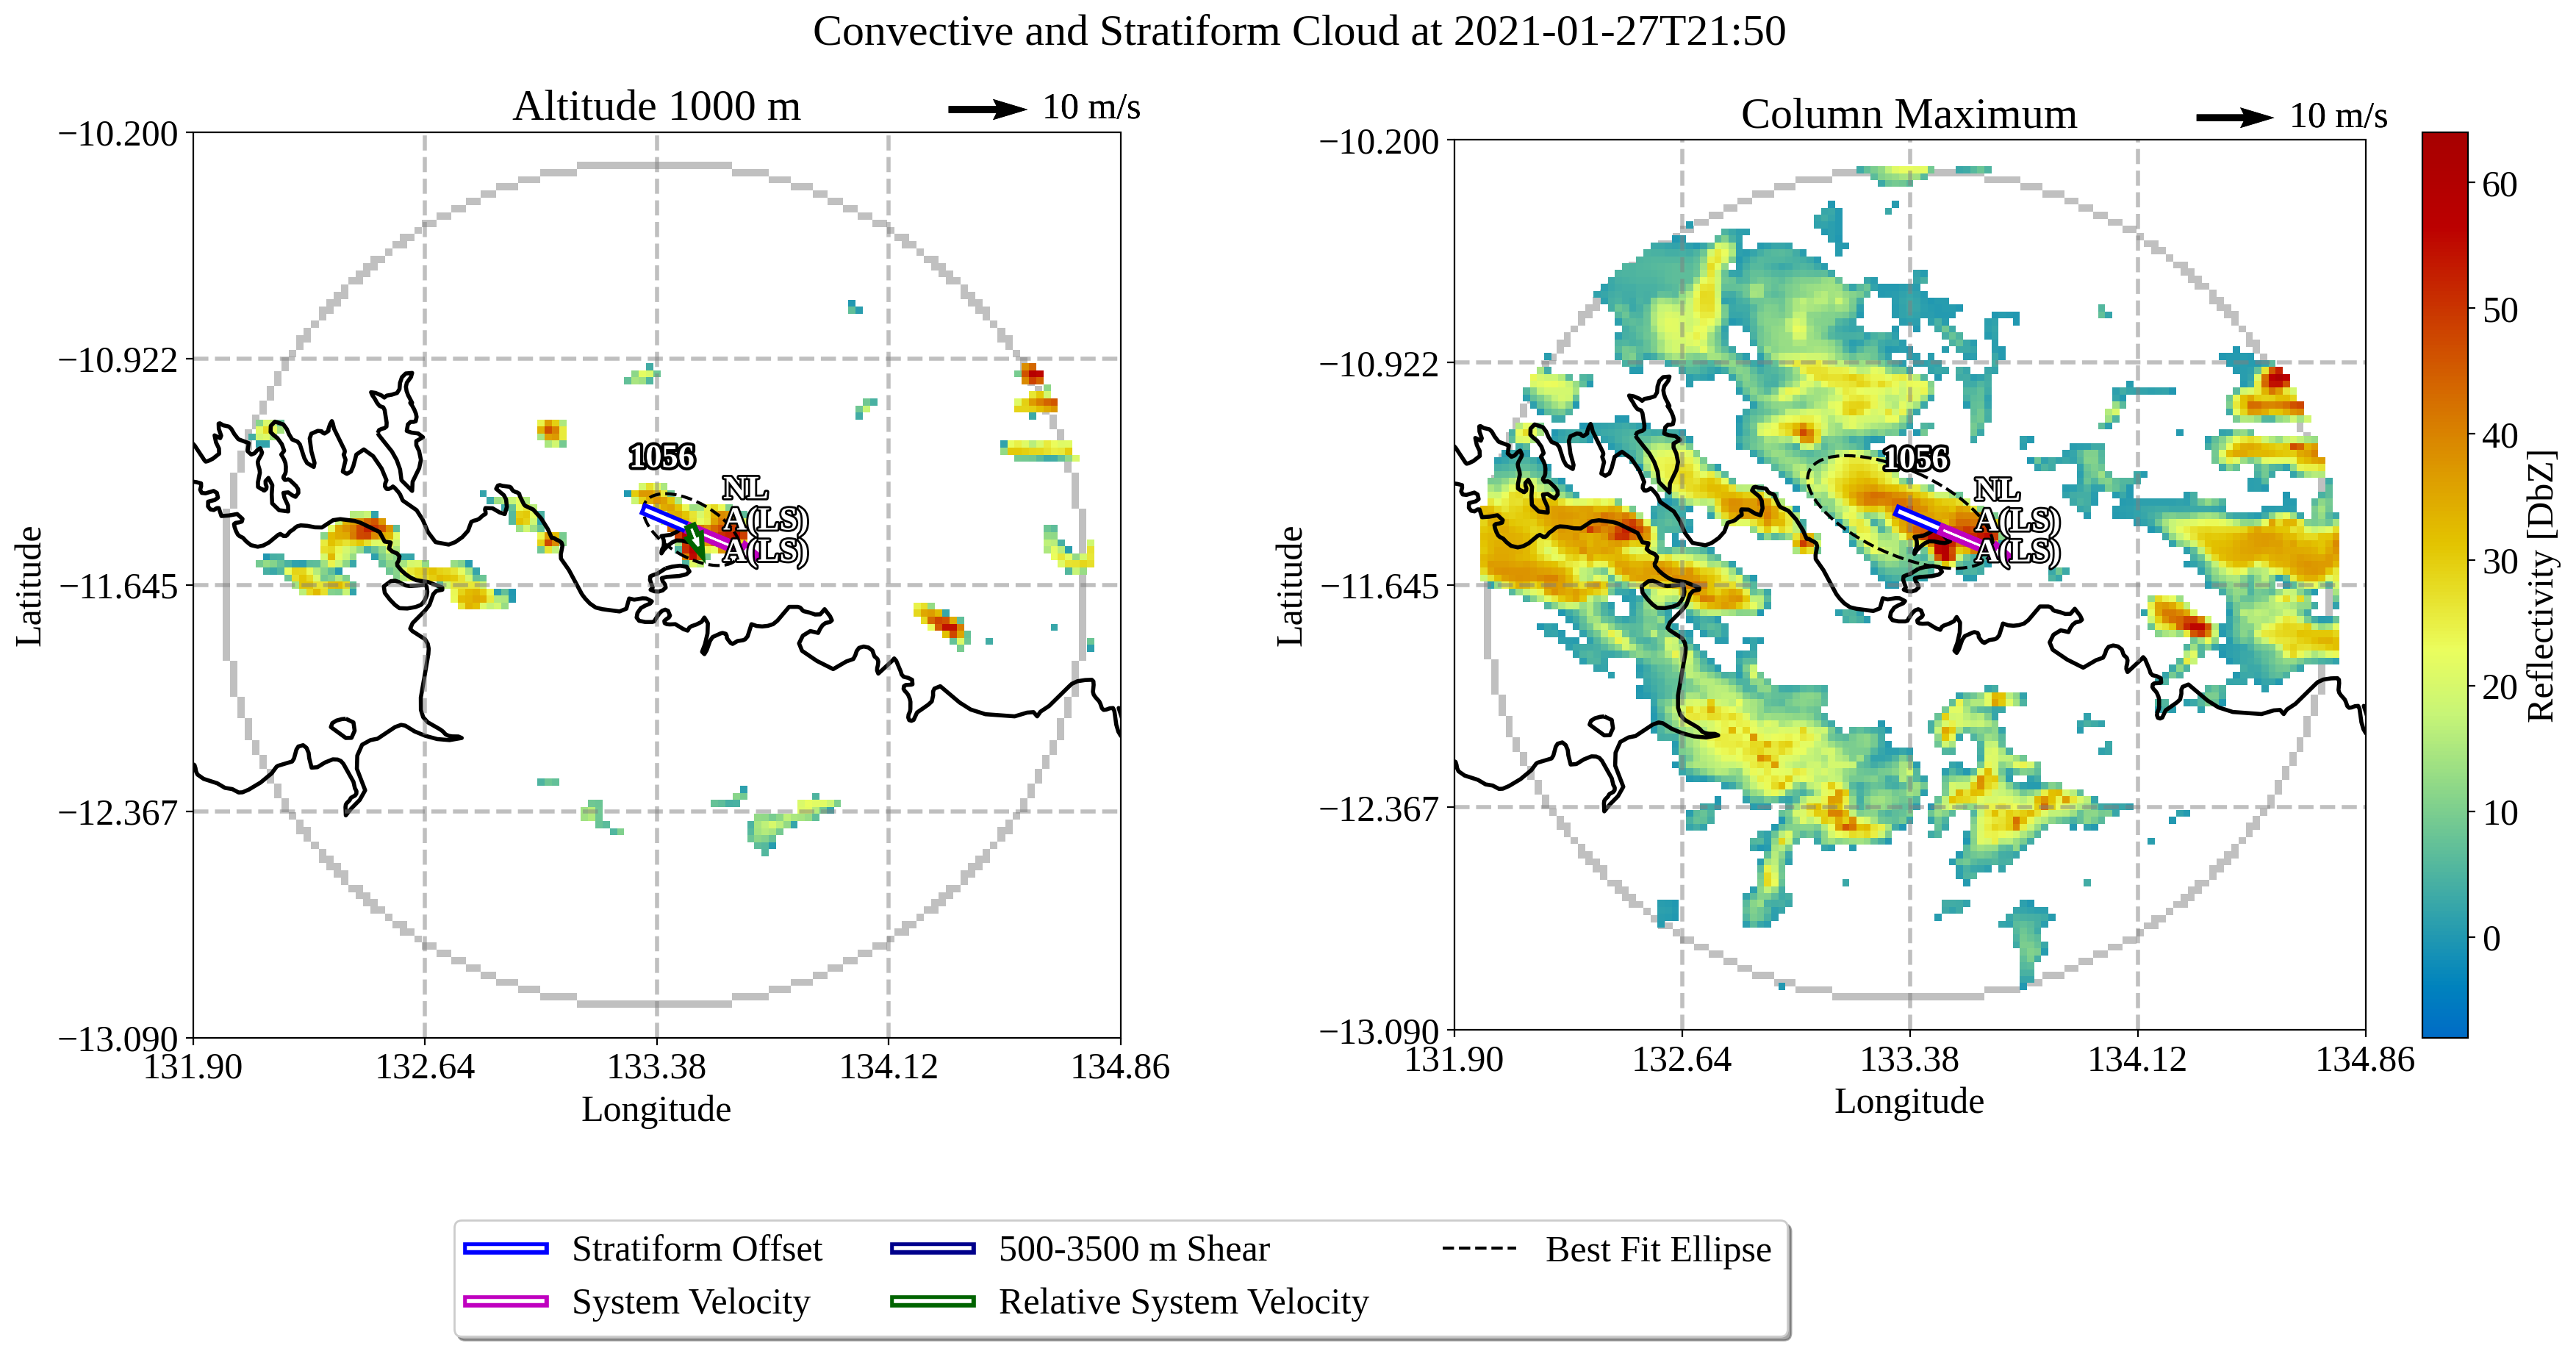 Convective and Stratiform Cloud at 2021-01-27T21:50
Altitude 1000 m
10 m/s
−10.200
−10.922
−11.645
−12.367
−13.090
131.90
132.64
133.38
134.12
134.86
Latitude
Longitude
1056
NL
A(LS)
A(LS)
Column Maximum
10 m/s
−10.200
−10.922
−11.645
−12.367
−13.090
131.90
132.64
133.38
134.12
134.86
Latitude
Longitude
1056
NL
A(LS)
A(LS)
60
50
40
30
20
10
0
Reflectivity [DbZ]
Stratiform Offset
System Velocity
500-3500 m Shear
Relative System Velocity
Best Fit Ellipse